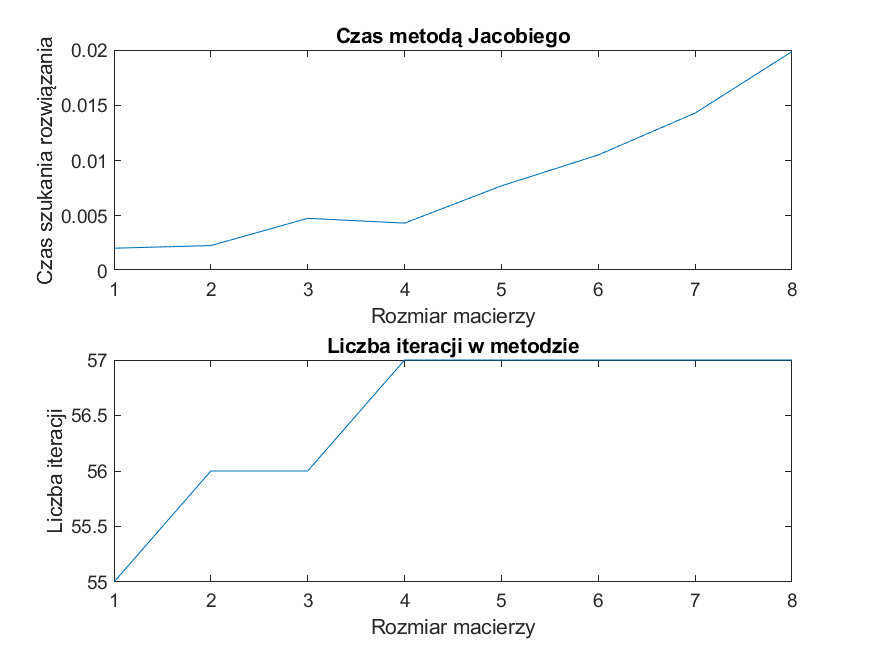 Czas metodą Jacobiego
Czas szukania rozwiązania
0.02
0.015
0.01
0.005
0
1 2 3 4 5 6 7 8
Rozmiar macierzy
Liczba iteracji w metodzie
Liczba iteracji
57
56.5
56
55.5
55
1 2 3 4 5 6 7 8
Rozmiar macierzy